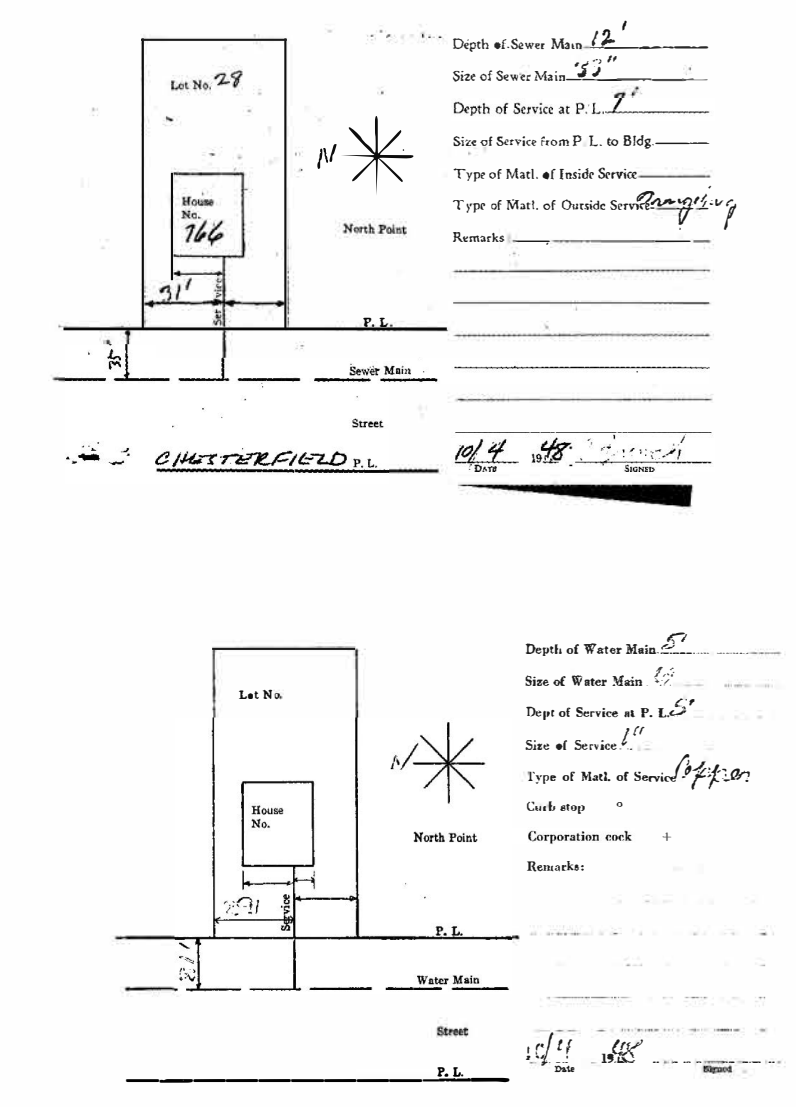 Lot No. 28
House
No.
766
31'
Service
35'
N
North Point
P. L.
Sewer Main
Street
CHESTERFIELD P. L.
Depth of Sewer Main 12'
Size of Sewer Main
Depth of Service at P. L. 7'
Size of Service from P. L. to Bldg.
Type of Matl. of Inside Service
Type of Matl. of Outside Service Orangeburg
Remarks
10/4 1948
DATE SIGNED
Lot No.
House
No.
Service
N
North Point
P. L.
Water Main
Street
P. L.
Depth of Water Main 5'
Size of Water Main
Dept of Service at P. L. 5'
Size of Service 1"
Type of Matl. of Service Copper
Curb stop o
Corporation cock +
Remarks:
10/4 1948
Date Signed